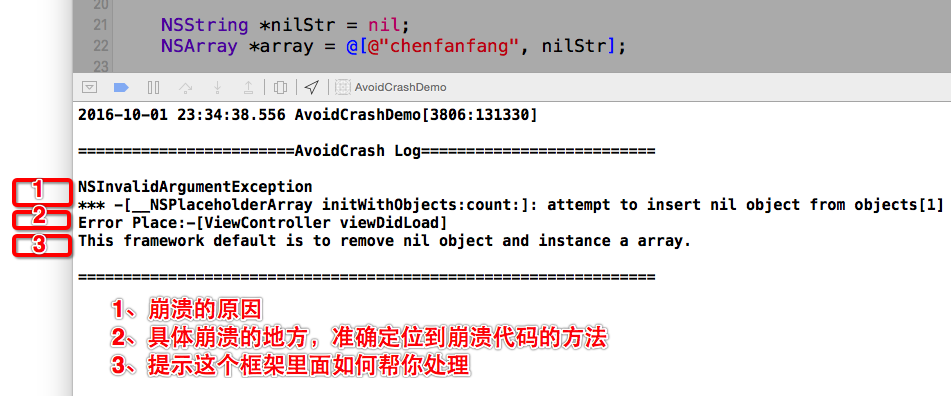 20
21 NSString *nilStr = nil;
22 NSArray *array = @[@"chenfanfang", nilStr];
23
AvoidCrashDemo
2016-10-01 23:34:38.556 AvoidCrashDemo[3806:131330]
========================AvoidCrash Log==========================
NSInvalidArgumentException
1
*** -[__NSPlaceholderArray initWithObjects:count:]: attempt to insert nil object from objects[1]
2
Error Place:-[ViewController viewDidLoad]
3
This framework default is to remove nil object and instance a array.
================================================================
1、崩溃的原因
2、具体崩溃的地方，准确定位到崩溃代码的方法
3、提示这个框架里面如何帮你处理